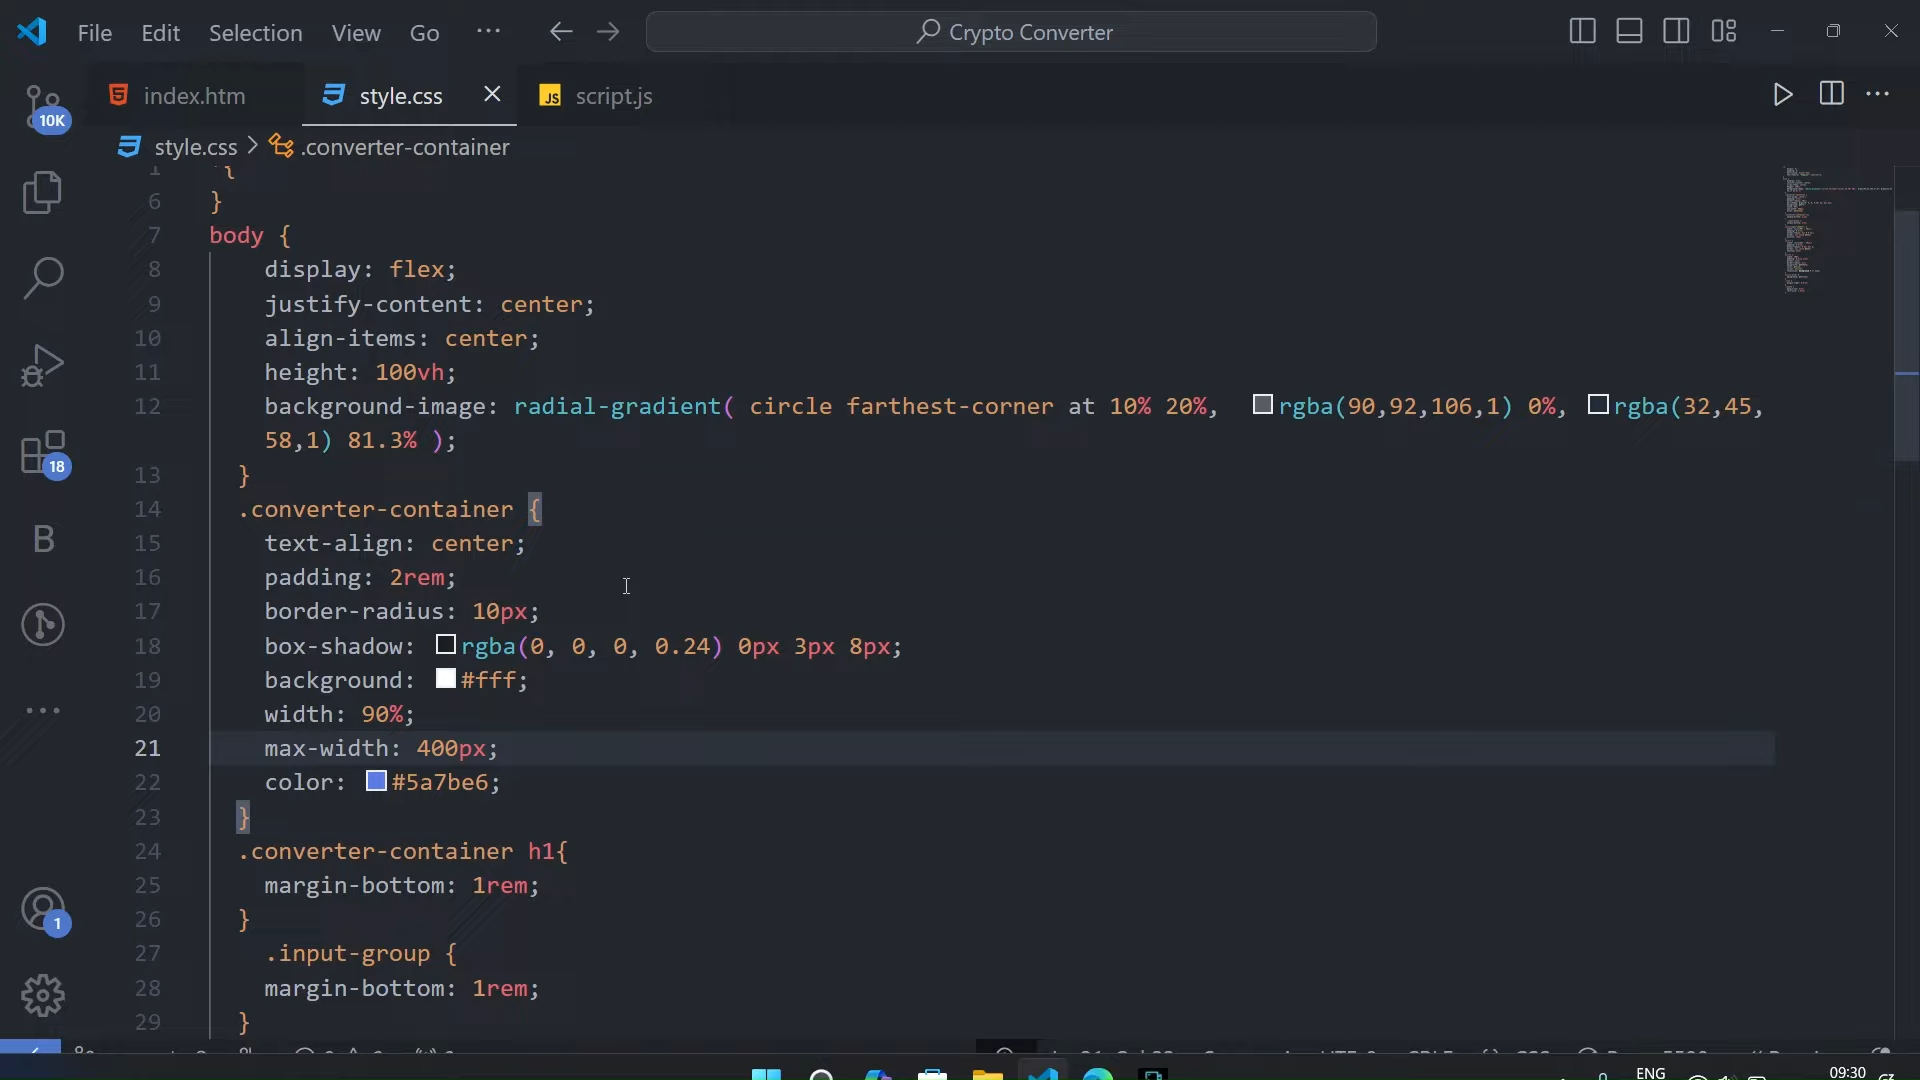 File Edit Selection View Go ··· Crypto Converter
10K
index.htm style.css script.js
style.css > .converter-container
1 {
6 }
7 body {
8 display: flex;
9 justify-content: center;
10 align-items: center;
11 height: 100vh;
12 background-image: radial-gradient( circle farthest-corner at 10% 20%, rgba(90,92,106,1) 0%, rgba(32,45,
58,1) 81.3% );
13 }
14 .converter-container {
15 text-align: center;
16 padding: 2rem;
17 border-radius: 10px;
18 box-shadow: rgba(0, 0, 0, 0.24) 0px 3px 8px;
19 background: #fff;
20 width: 90%;
21 max-width: 400px;
22 color: #5a7be6;
23 }
24 .converter-container h1{
25 margin-bottom: 1rem;
26 }
27 .input-group {
28 margin-bottom: 1rem;
29 }
18
B
1
ENG
09:30